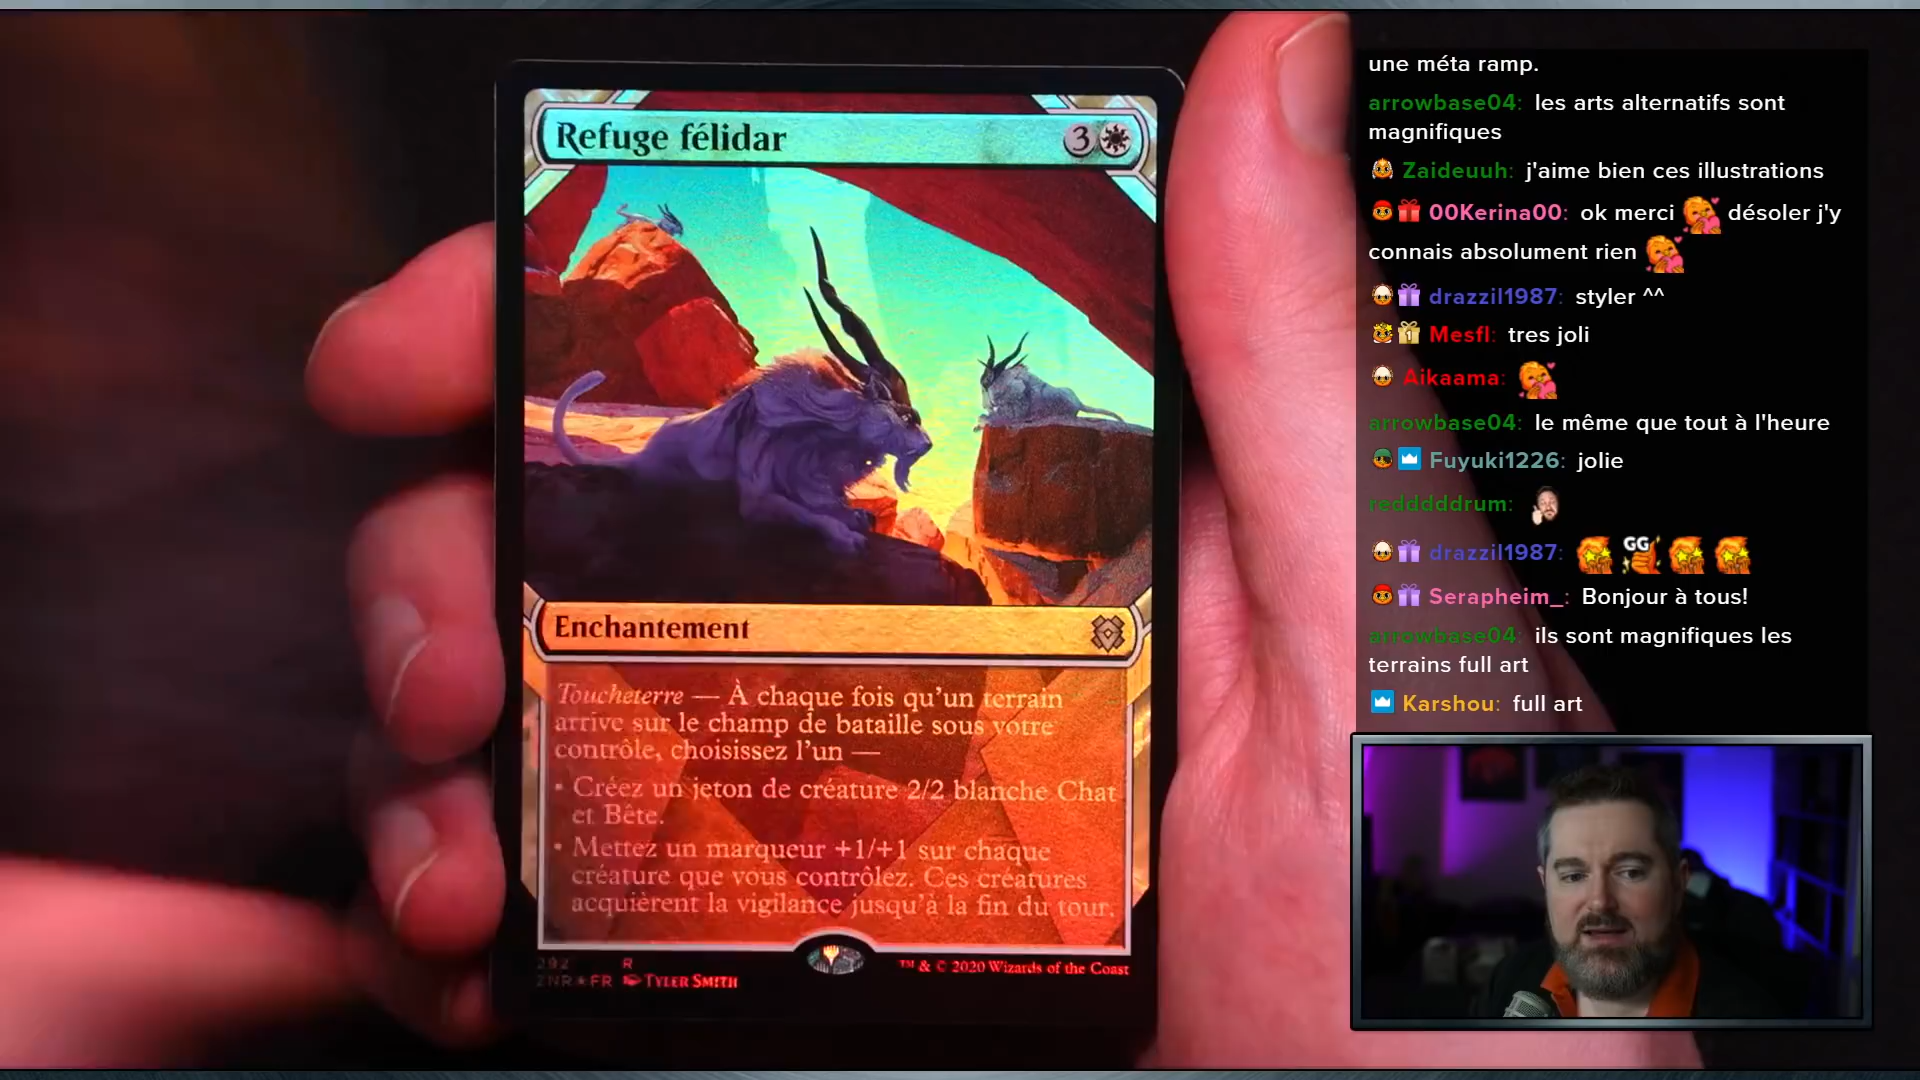 Refuge félidar
3
Enchantement
Toucheterre — À chaque fois qu'un terrain
arrive sur le champ de bataille sous votre
contrôle, choisissez l'un —
• Créez un jeton de créature 2/2 blanche Chat
et Bête.
• Mettez un marqueur +1/+1 sur chaque
créature que vous contrôlez. Ces créatures
acquièrent la vigilance jusqu'à la fin du tour.
292 R
ZNR ★ FR TYLER SMITH
™ & © 2020 Wizards of the Coast
une méta ramp.
arrowbase04: les arts alternatifs sont
magnifiques
Zaideuuh: j'aime bien ces illustrations
00Kerina00: ok merci désoler j'y
connais absolument rien
drazzil1987: styler ^^
1 Mesfl: tres joli
Aikaama:
arrowbase04: le même que tout à l'heure
Fuyuki1226: jolie
redddddrum:
drazzil1987: GG
Serapheim_: Bonjour à tous!
arrowbase04: ils sont magnifiques les
terrains full art
Karshou: full art